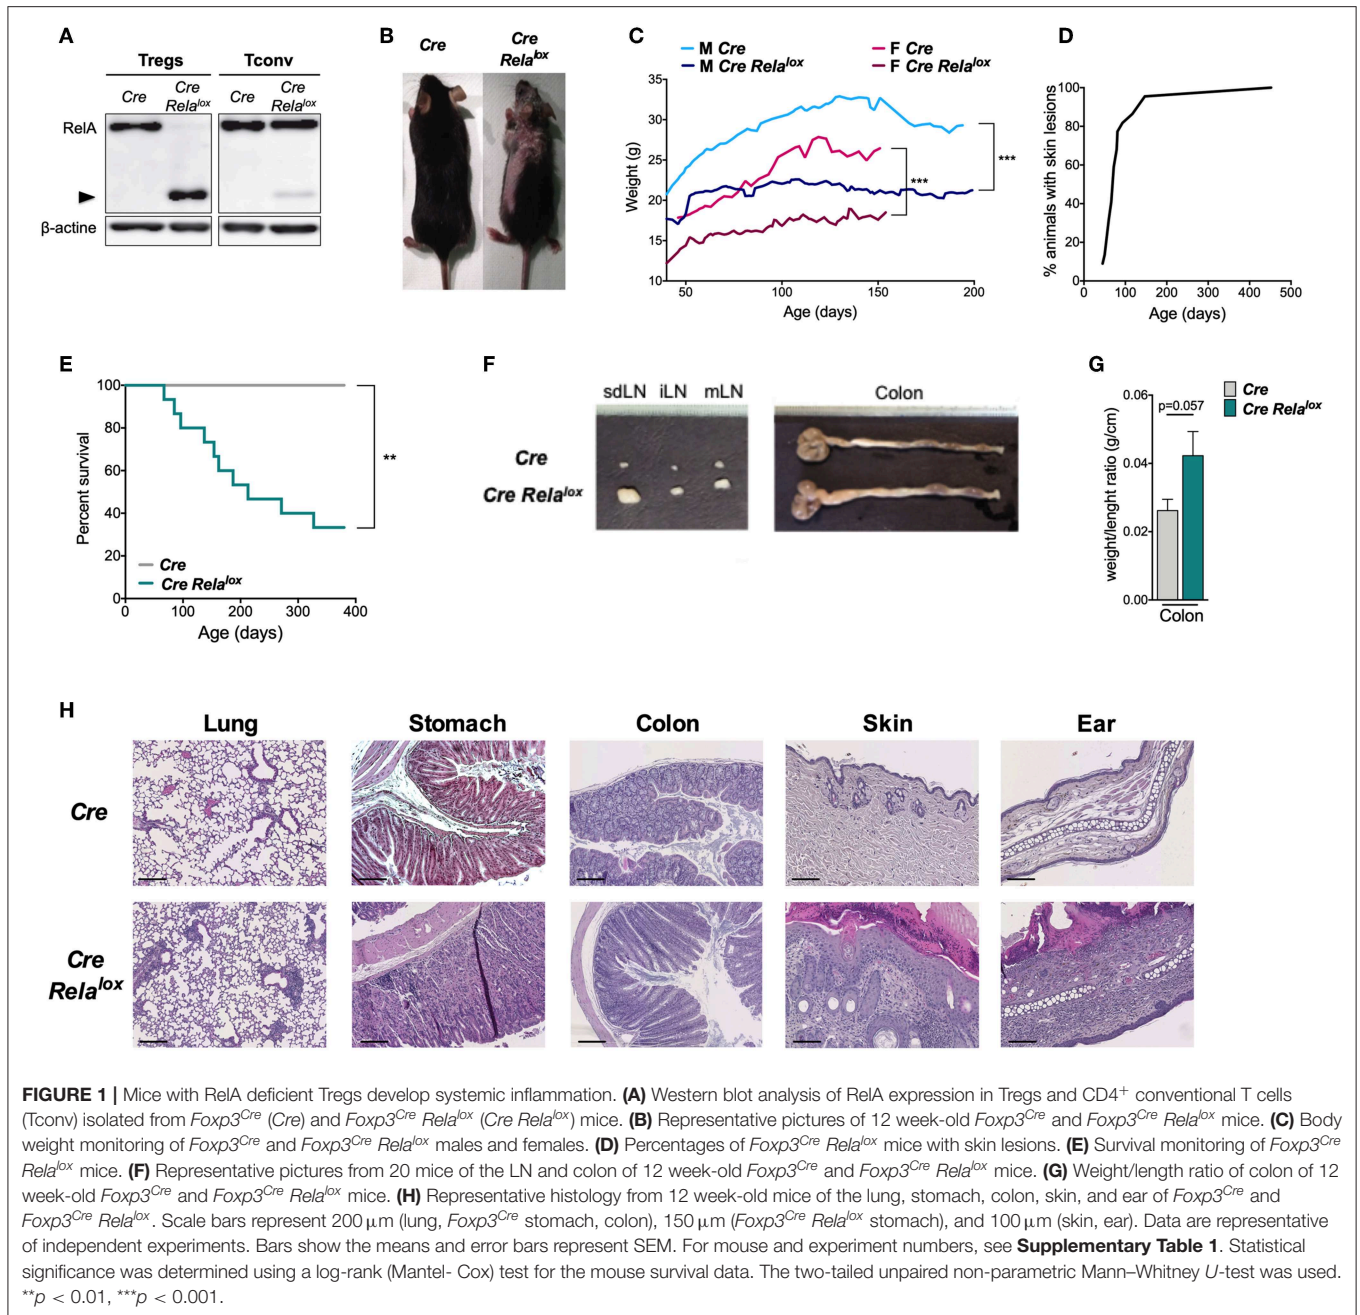 A
Tregs Tconv
Cre Cre Rela^lox Cre Cre Rela^lox
RelA
β-actine
B
Cre Cre Rela^lox
C
M Cre F Cre
M Cre Rela^lox F Cre Rela^lox
Weight (g)
35
30
25
20
15
10
50 100 150 200
Age (days)
***
***
D
% animals with skin lesions
100
80
60
40
20
0
0 100 200 300 400 500
Age (days)
E
Percent survival
100
80
60
40
20
0
0 100 200 300 400
Age (days)
**
Cre
Cre Rela^lox
F
sdLN iLN mLN Colon
Cre
Cre Rela^lox
G
Cre
Cre Rela^lox
weight/lenght ratio (g/cm)
0.06
0.04
0.02
0.00
p=0.057
Colon
H
Lung Stomach Colon Skin Ear
Cre
Cre
Rela^lox
FIGURE 1 | Mice with RelA deficient Tregs develop systemic inflammation. (A) Western blot analysis of RelA expression in Tregs and CD4⁺ conventional T cells
(Tconv) isolated from Foxp3^Cre (Cre) and Foxp3^Cre Rela^lox (Cre Rela^lox) mice. (B) Representative pictures of 12 week-old Foxp3^Cre and Foxp3^Cre Rela^lox mice. (C) Body
weight monitoring of Foxp3^Cre and Foxp3^Cre Rela^lox males and females. (D) Percentages of Foxp3^Cre Rela^lox mice with skin lesions. (E) Survival monitoring of Foxp3^Cre
Rela^lox mice. (F) Representative pictures from 20 mice of the LN and colon of 12 week-old Foxp3^Cre and Foxp3^Cre Rela^lox mice. (G) Weight/length ratio of colon of 12
week-old Foxp3^Cre and Foxp3^Cre Rela^lox mice. (H) Representative histology from 12 week-old mice of the lung, stomach, colon, skin, and ear of Foxp3^Cre and
Foxp3^Cre Rela^lox. Scale bars represent 200 μm (lung, Foxp3^Cre stomach, colon), 150 μm (Foxp3^Cre Rela^lox stomach), and 100 μm (skin, ear). Data are representative
of independent experiments. Bars show the means and error bars represent SEM. For mouse and experiment numbers, see Supplementary Table 1. Statistical
significance was determined using a log-rank (Mantel- Cox) test for the mouse survival data. The two-tailed unpaired non-parametric Mann–Whitney U-test was used.
**p < 0.01, ***p < 0.001.